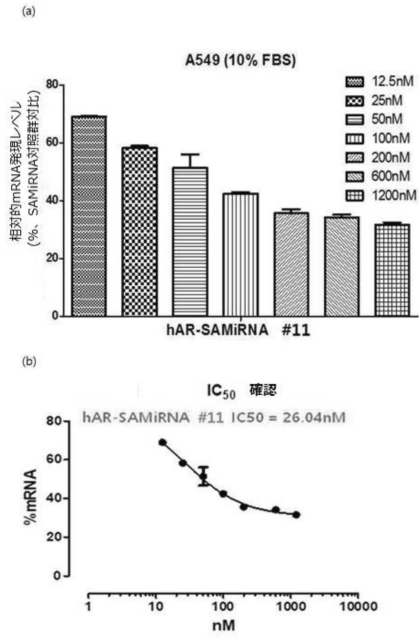 (a)
A549 (10% FBS)
相対的mRNA発現レベル
(%、SAMiRNA対照群対比)
80
60
40
20
0
12.5nM
25nM
50nM
100nM
200nM
600nM
1200nM
hAR-SAMiRNA #11
(b)
IC50 確認
hAR-SAMiRNA #11 IC50 = 26.04nM
%mRNA
80
60
40
20
0
1 10 100 1000 10000
nM